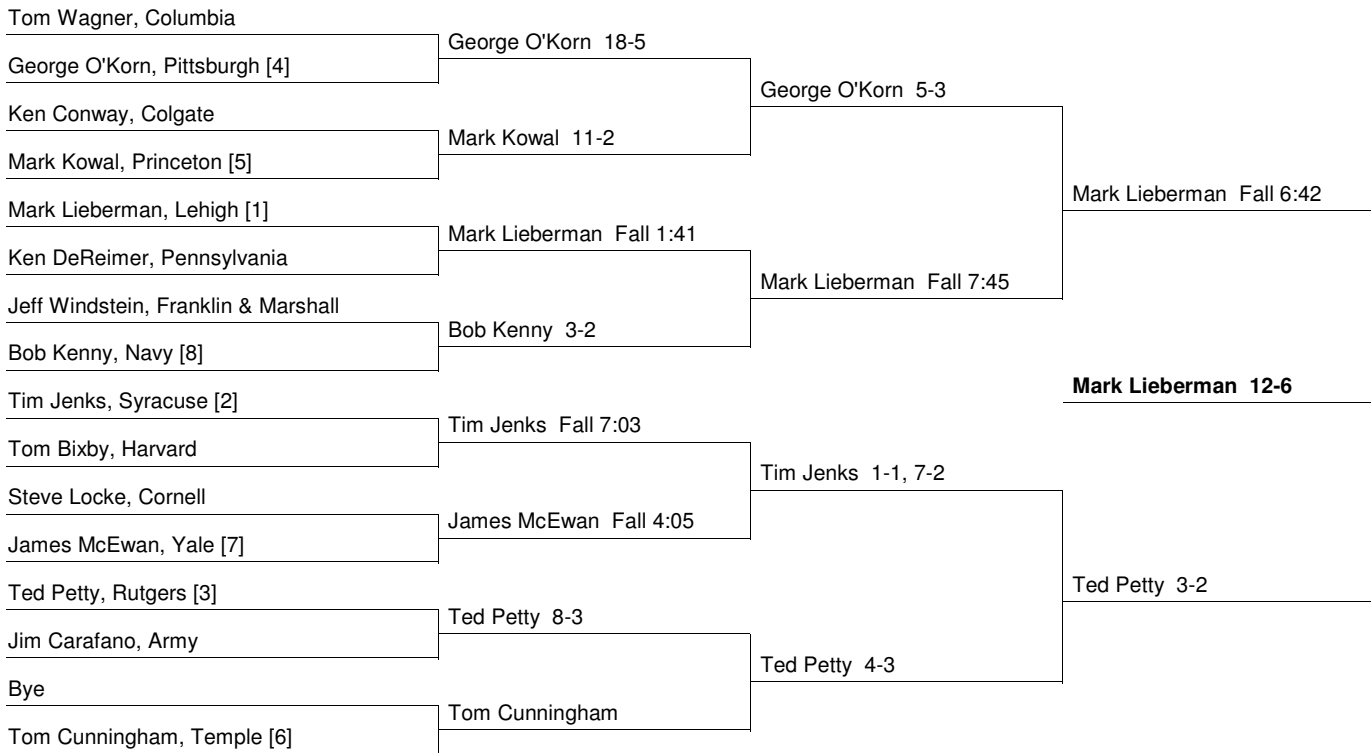 Tom Wagner, Columbia
George O'Korn, Pittsburgh [4]
Ken Conway, Colgate
Mark Kowal, Princeton [5]
Mark Lieberman, Lehigh [1]
Ken DeReimer, Pennsylvania
Jeff Windstein, Franklin & Marshall
Bob Kenny, Navy [8]
Tim Jenks, Syracuse [2]
Tom Bixby, Harvard
Steve Locke, Cornell
James McEwan, Yale [7]
Ted Petty, Rutgers [3]
Jim Carafano, Army
Bye
Tom Cunningham, Temple [6]
George O'Korn 18-5
Mark Kowal 11-2
Mark Lieberman Fall 1:41
Bob Kenny 3-2
Tim Jenks Fall 7:03
James McEwan Fall 4:05
Ted Petty 8-3
Tom Cunningham
George O'Korn 5-3
Mark Lieberman Fall 7:45
Tim Jenks 1-1, 7-2
Ted Petty 4-3
Mark Lieberman Fall 6:42
Ted Petty 3-2
Mark Lieberman 12-6